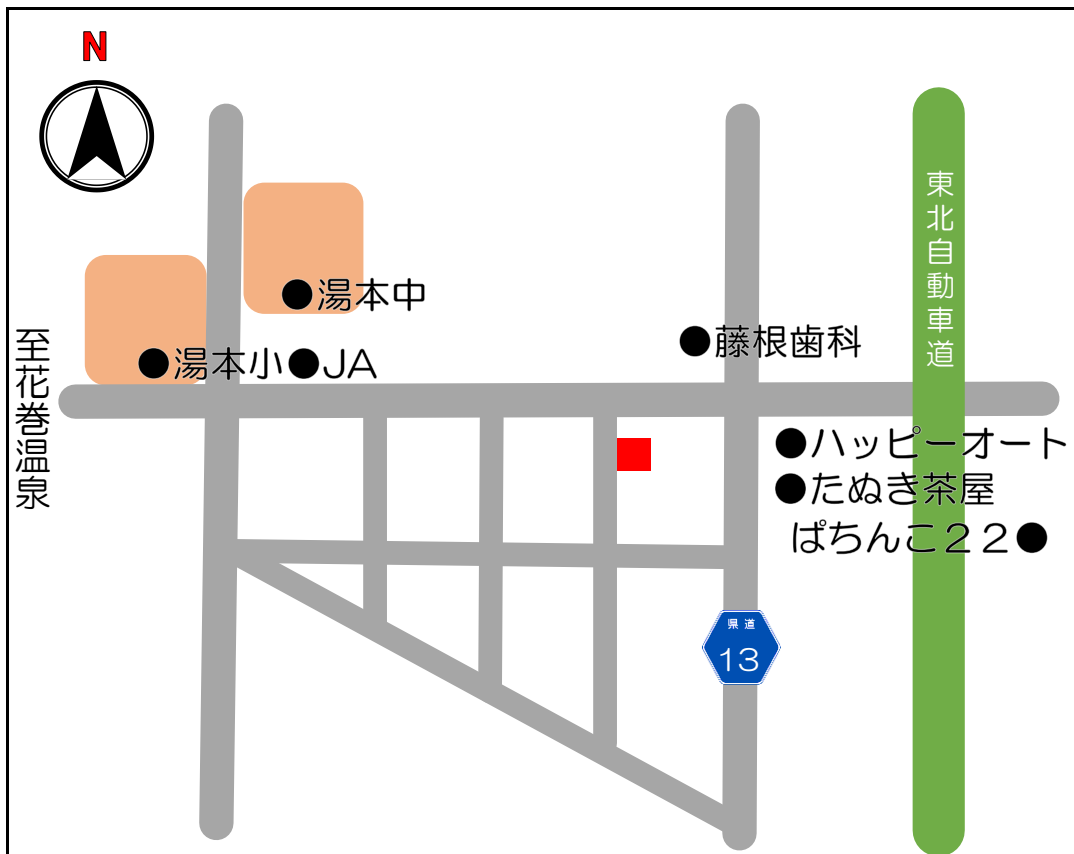 N
東北自動車道
●湯本中
●藤根歯科
●湯本小●JA
至花巻温泉
●ハッピーオート
●たぬき茶屋
ぱちんこ２２●
県道
13